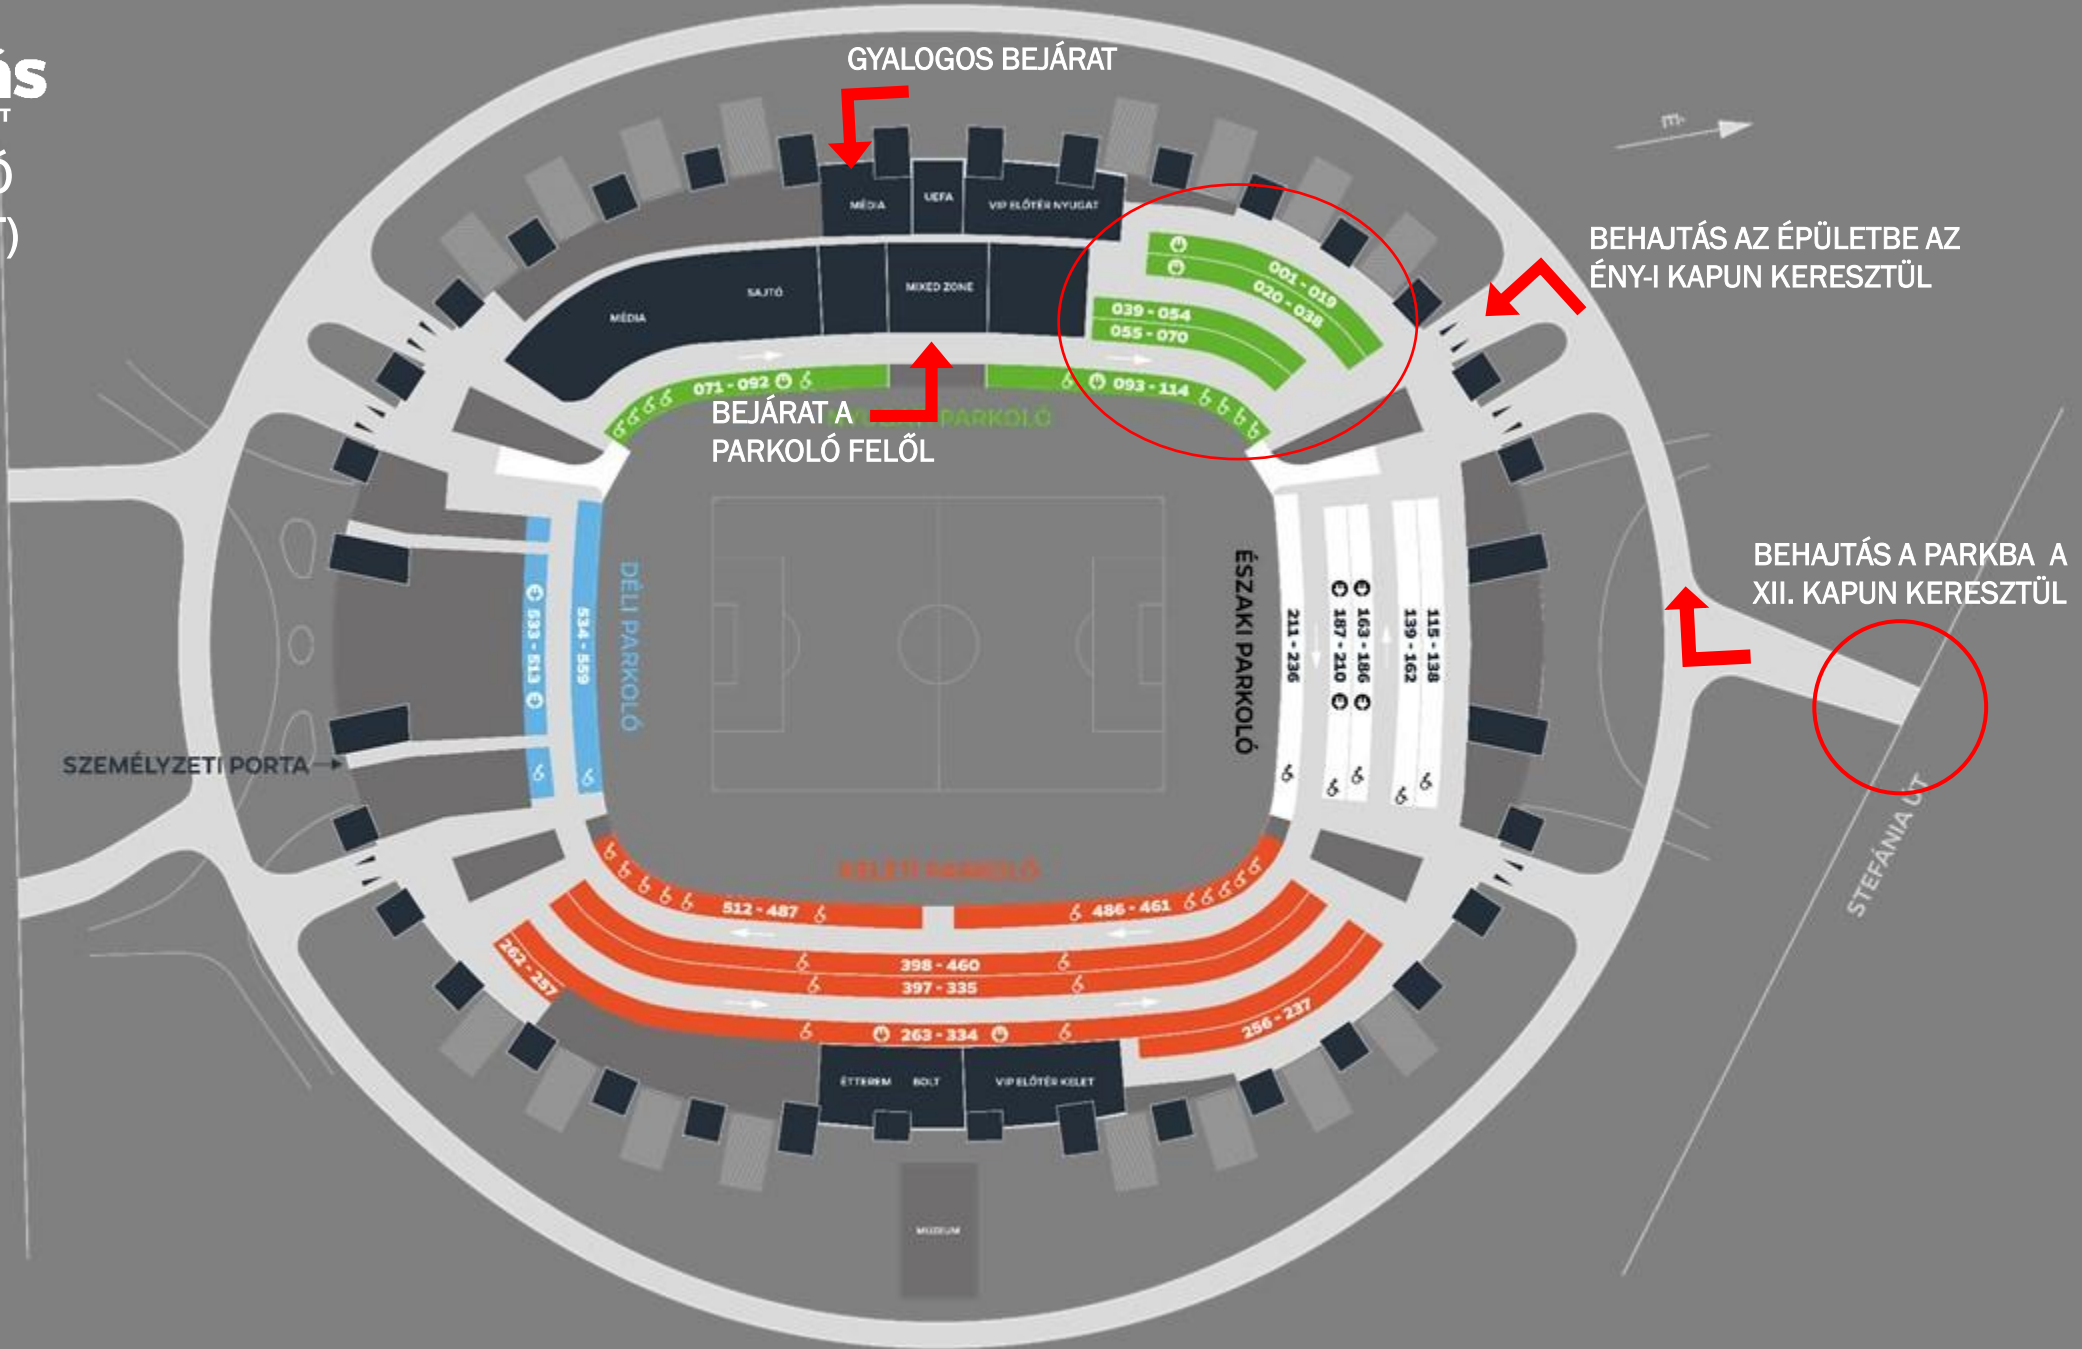 ás
T
Ó
T)
GYALOGOS BEJÁRAT
É
MÉDIA
UEFA
VIP ELŐTÉR NYUGAT
BEHAJTÁS AZ ÉPÜLETBE AZ
ÉNY-I KAPUN KERESZTÜL
001 - 019
020 - 038
MÉDIA
SAJTÓ
MIXED ZONE
039 - 054
055 - 070
071 - 092
093 - 114
BEJÁRAT A
PARKOLÓ FELŐL
PARKOLÓ
533 - 513
534 - 559
DÉLI PARKOLÓ
ÉSZAKI PARKOLÓ
211 - 236
187 - 210
163 - 186
139 - 162
115 - 138
BEHAJTÁS A PARKBA A
XII. KAPUN KERESZTÜL
SZEMÉLYZETI PORTA
STEFÁNIA ÚT
KELETI PARKOLÓ
512 - 487
486 - 461
398 - 460
397 - 335
262 - 257
263 - 334
256 - 237
ÉTTEREM
BOLT
VIP ELŐTÉR KELET
MÚZEUM